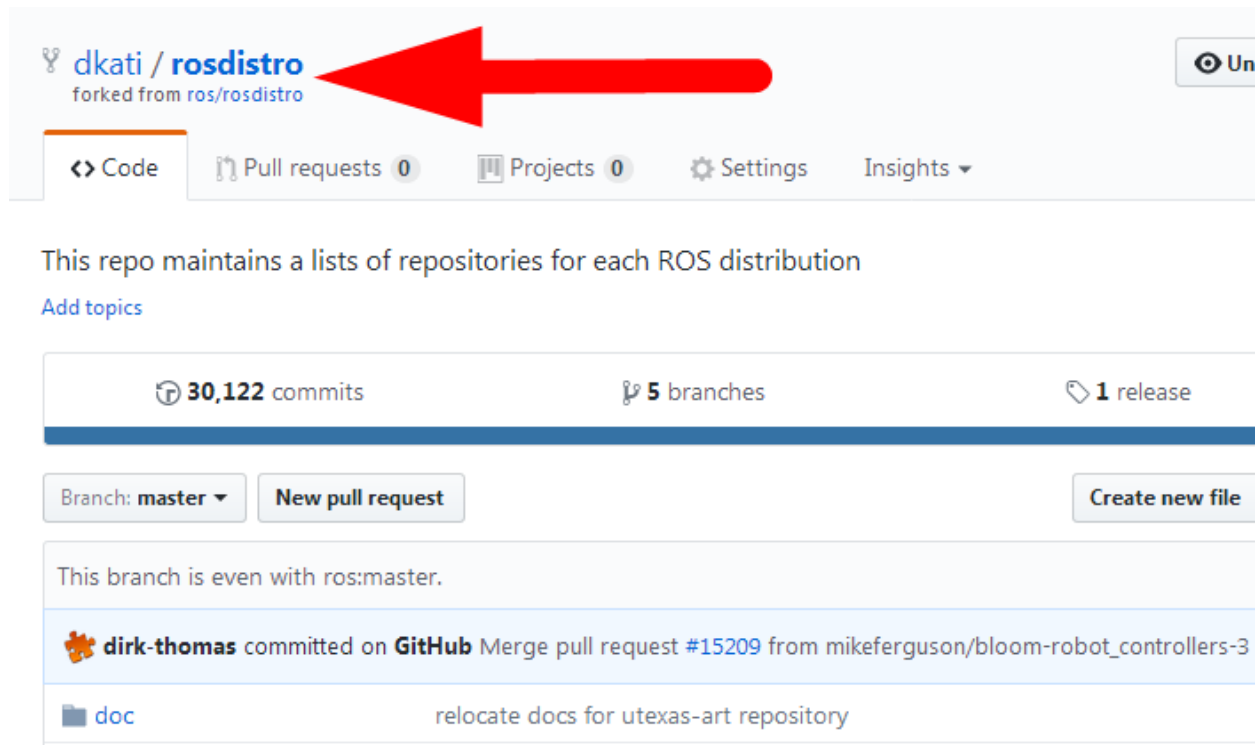 dkati / rosdistro
forked from ros/rosdistro
Un
Code Pull requests 0 Projects 0 Settings Insights
This repo maintains a lists of repositories for each ROS distribution
Add topics
30,122 commits 5 branches 1 release
Branch: master New pull request Create new file
This branch is even with ros:master.
dirk-thomas committed on GitHub Merge pull request #15209 from mikeferguson/bloom-robot_controllers-3
doc relocate docs for utexas-art repository